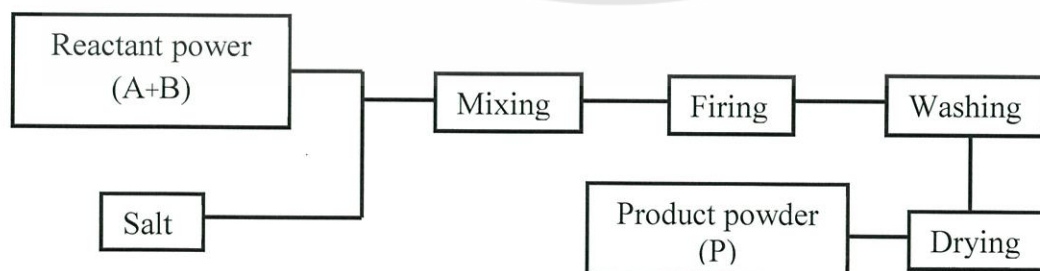 Reactant power
(A+B)
Mixing
Firing
Washing
Salt
Product powder
(P)
Drying